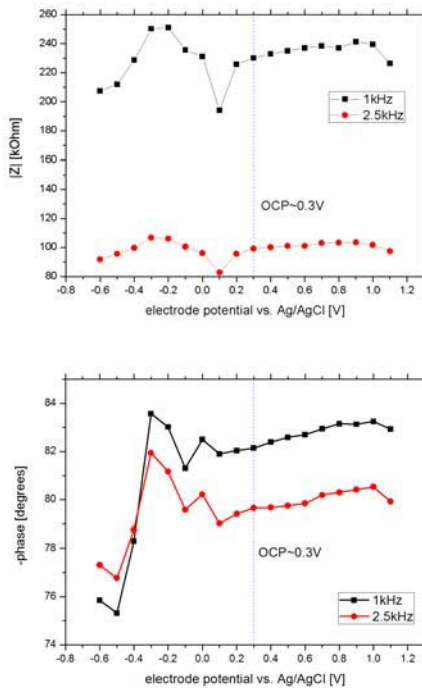 260
240
220
200
180
160
140
120
100
80
|Z| [kOhm]
1kHz
2.5kHz
OCP~0.3V
-0.8 -0.6 -0.4 -0.2 0.0 0.2 0.4 0.6 0.8 1.0 1.2
electrode potential vs. Ag/AgCl [V]
84
82
80
78
76
74
-phase [degrees]
OCP~0.3V
1kHz
2.5kHz
-0.8 -0.6 -0.4 -0.2 0.0 0.2 0.4 0.6 0.8 1.0 1.2
electrode potential vs. Ag/AgCl [V]